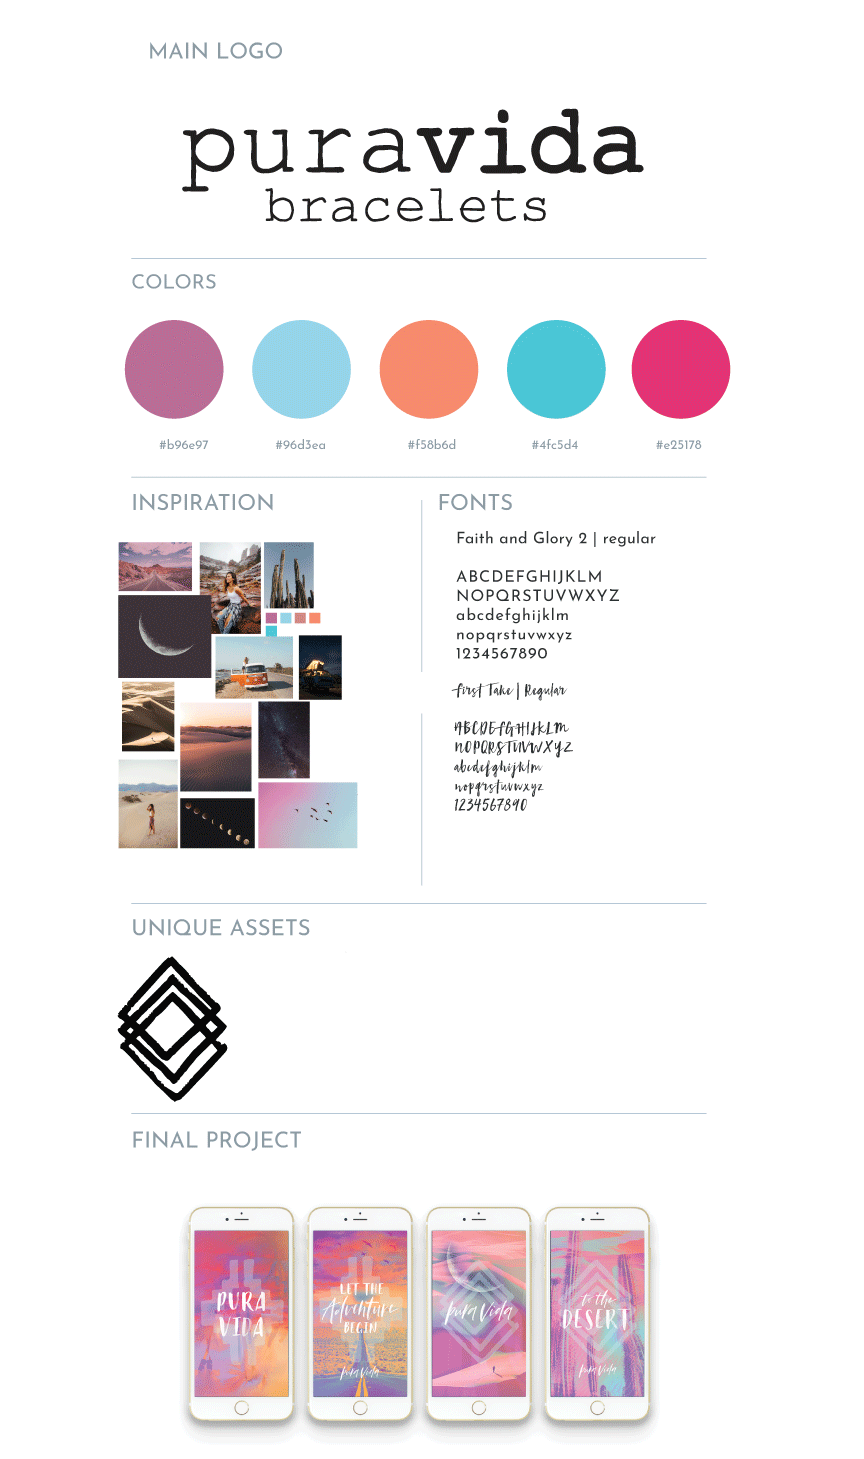 MAIN LOGO
puravida
bracelets
COLORS
#b96e97
#96d3ea
#f58b6d
#4fc5d4
#e25178
INSPIRATION
FONTS
Faith and Glory 2 | regular
ABCDEFGHIJKLM
NOPQRSTUVWXYZ
abcdefghijklm
nopqrstuvwxyz
1234567890
First Take | Regular
ABCDEFGHIJKLM
NOPQRSTUVWXYZ
abcdefghijklm
nopqrstuvwxyz
1234567890
UNIQUE ASSETS
FINAL PROJECT
PURA
VIDA
LET THE
Adventure
BEGIN
pura Vida
pura Vida
to the
DESERT
pura Vida